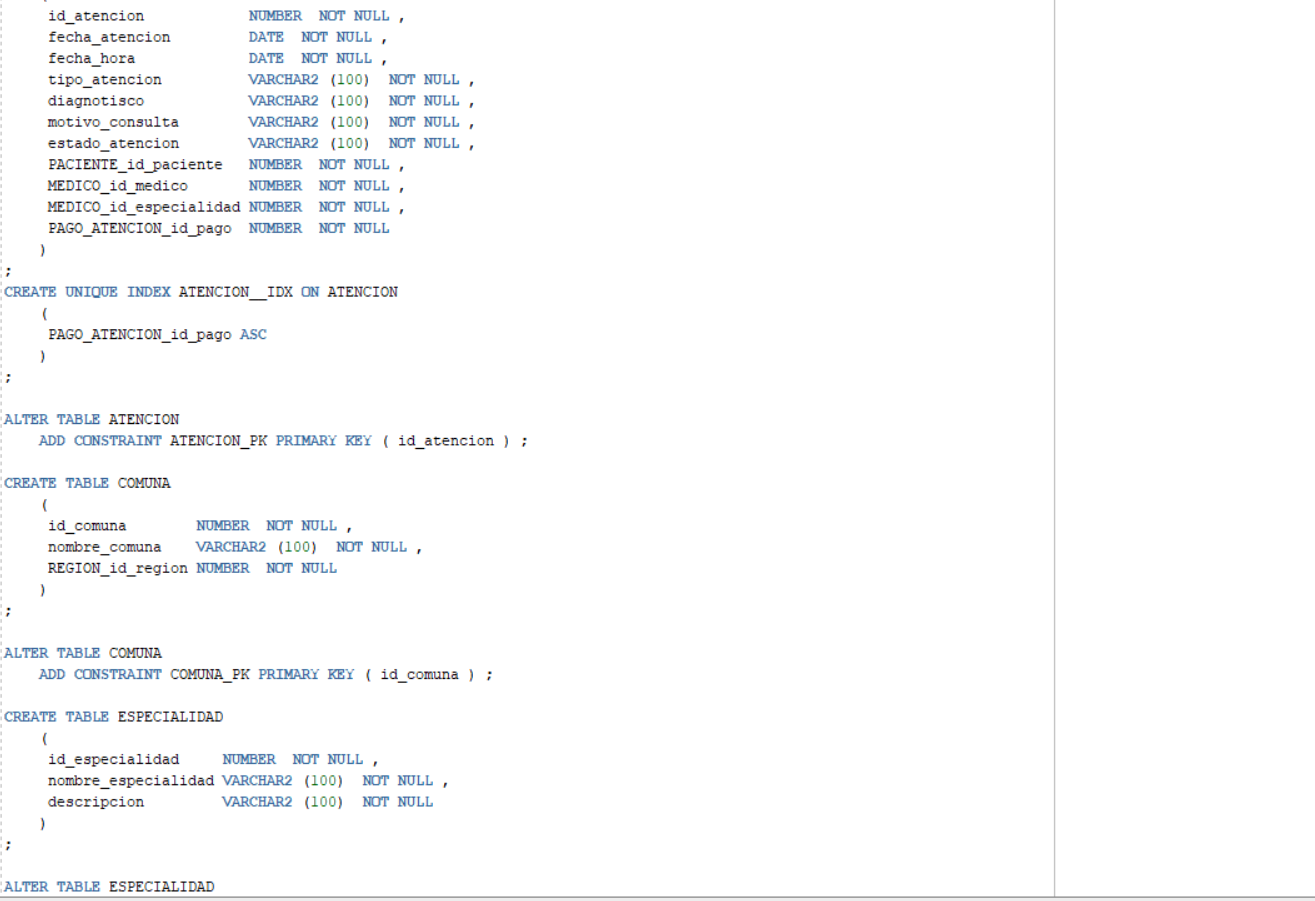 id_atencion NUMBER NOT NULL ,
fecha_atencion DATE NOT NULL ,
fecha_hora DATE NOT NULL ,
tipo_atencion VARCHAR2 (100) NOT NULL ,
diagnotisco VARCHAR2 (100) NOT NULL ,
motivo_consulta VARCHAR2 (100) NOT NULL ,
estado_atencion VARCHAR2 (100) NOT NULL ,
PACIENTE_id_paciente NUMBER NOT NULL ,
MEDICO_id_medico NUMBER NOT NULL ,
MEDICO_id_especialidad NUMBER NOT NULL ,
PAGO_ATENCION_id_pago NUMBER NOT NULL
)
;
CREATE UNIQUE INDEX ATENCION__IDX ON ATENCION
(
PAGO_ATENCION_id_pago ASC
)
;
ALTER TABLE ATENCION
ADD CONSTRAINT ATENCION_PK PRIMARY KEY ( id_atencion ) ;
CREATE TABLE COMUNA
(
id_comuna NUMBER NOT NULL ,
nombre_comuna VARCHAR2 (100) NOT NULL ,
REGION_id_region NUMBER NOT NULL
)
;
ALTER TABLE COMUNA
ADD CONSTRAINT COMUNA_PK PRIMARY KEY ( id_comuna ) ;
CREATE TABLE ESPECIALIDAD
(
id_especialidad NUMBER NOT NULL ,
nombre_especialidad VARCHAR2 (100) NOT NULL ,
descripcion VARCHAR2 (100) NOT NULL
)
;
ALTER TABLE ESPECIALIDAD